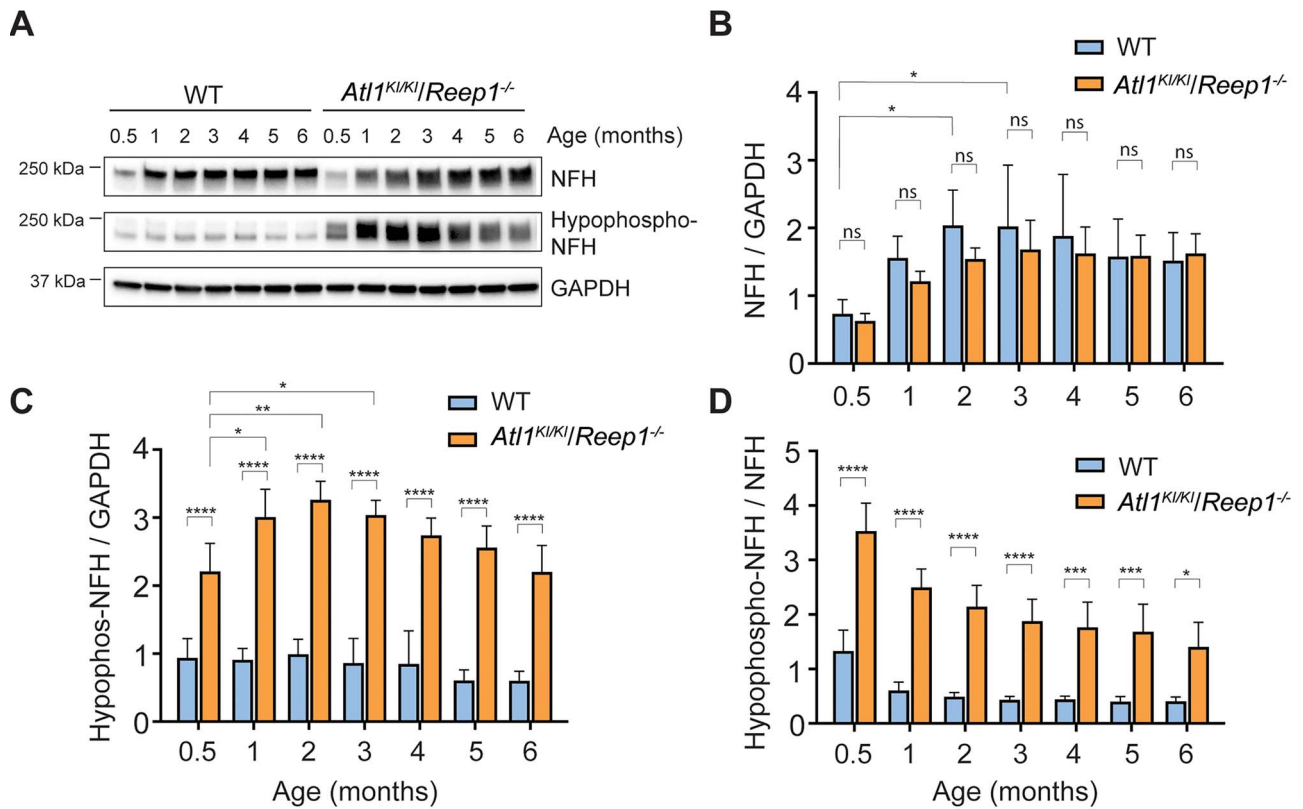 A
WT Atl1KI/KI/Reep1-/-
0.5 1 2 3 4 5 6 0.5 1 2 3 4 5 6 Age (months)
250 kDa NFH
250 kDa Hypophospho-
NFH
37 kDa GAPDH
B
WT
Atl1KI/KI/Reep1-/-
NFH / GAPDH
4
3
2
1
0
*
*
ns ns ns ns ns ns ns
0.5 1 2 3 4 5 6
C
WT
Atl1KI/KI/Reep1-/-
Hypophos-NFH / GAPDH
4
3
2
1
0
*
**
*
**** **** **** **** **** **** ****
0.5 1 2 3 4 5 6
Age (months)
D
WT
Atl1KI/KI/Reep1-/-
Hypophospho-NFH / NFH
5
4
3
2
1
0
**** **** **** **** *** *** *
0.5 1 2 3 4 5 6
Age (months)